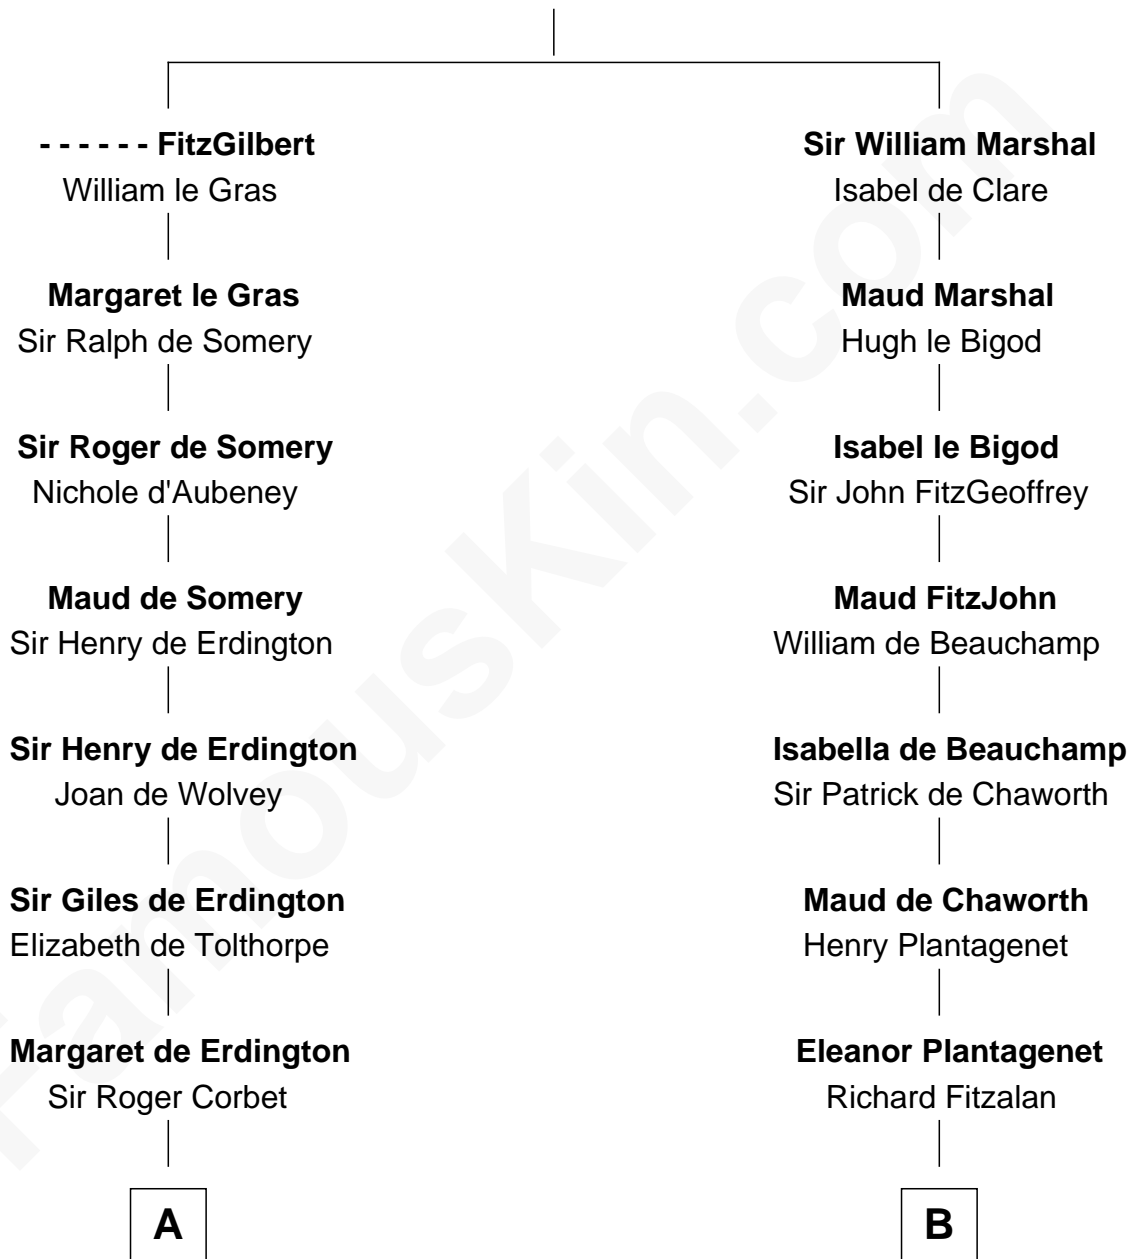 - - - - - - FitzGilbert
William le Gras
Margaret le Gras
Sir Ralph de Somery
Sir Roger de Somery
Nichole d'Aubeney
Maud de Somery
Sir Henry de Erdington
Sir Henry de Erdington
Joan de Wolvey
Sir Giles de Erdington
Elizabeth de Tolthorpe
Margaret de Erdington
Sir Roger Corbet
A
Sir William Marshal
Isabel de Clare
Maud Marshal
Hugh le Bigod
Isabel le Bigod
Sir John FitzGeoffrey
Maud FitzJohn
William de Beauchamp
Isabella de Beauchamp
Sir Patrick de Chaworth
Maud de Chaworth
Henry Plantagenet
Eleanor Plantagenet
Richard Fitzalan
B
FamousKin.com